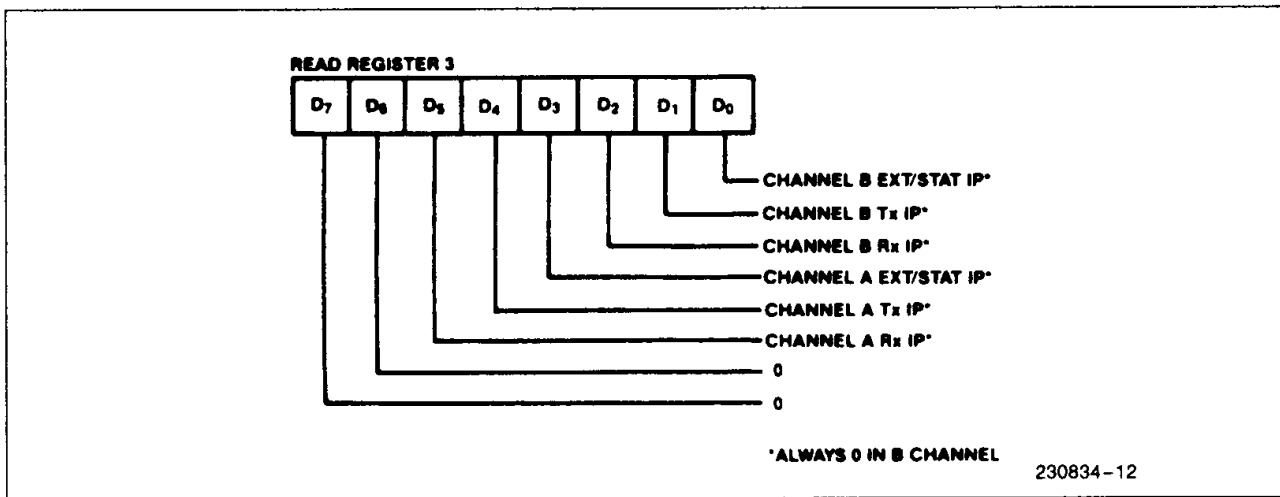 READ REGISTER 3
D7 D6 D5 D4 D3 D2 D1 D0
CHANNEL B EXT/STAT IP*
CHANNEL B Tx IP*
CHANNEL B Rx IP*
CHANNEL A EXT/STAT IP*
CHANNEL A Tx IP*
CHANNEL A Rx IP*
0
0
*ALWAYS 0 IN B CHANNEL
230834-12